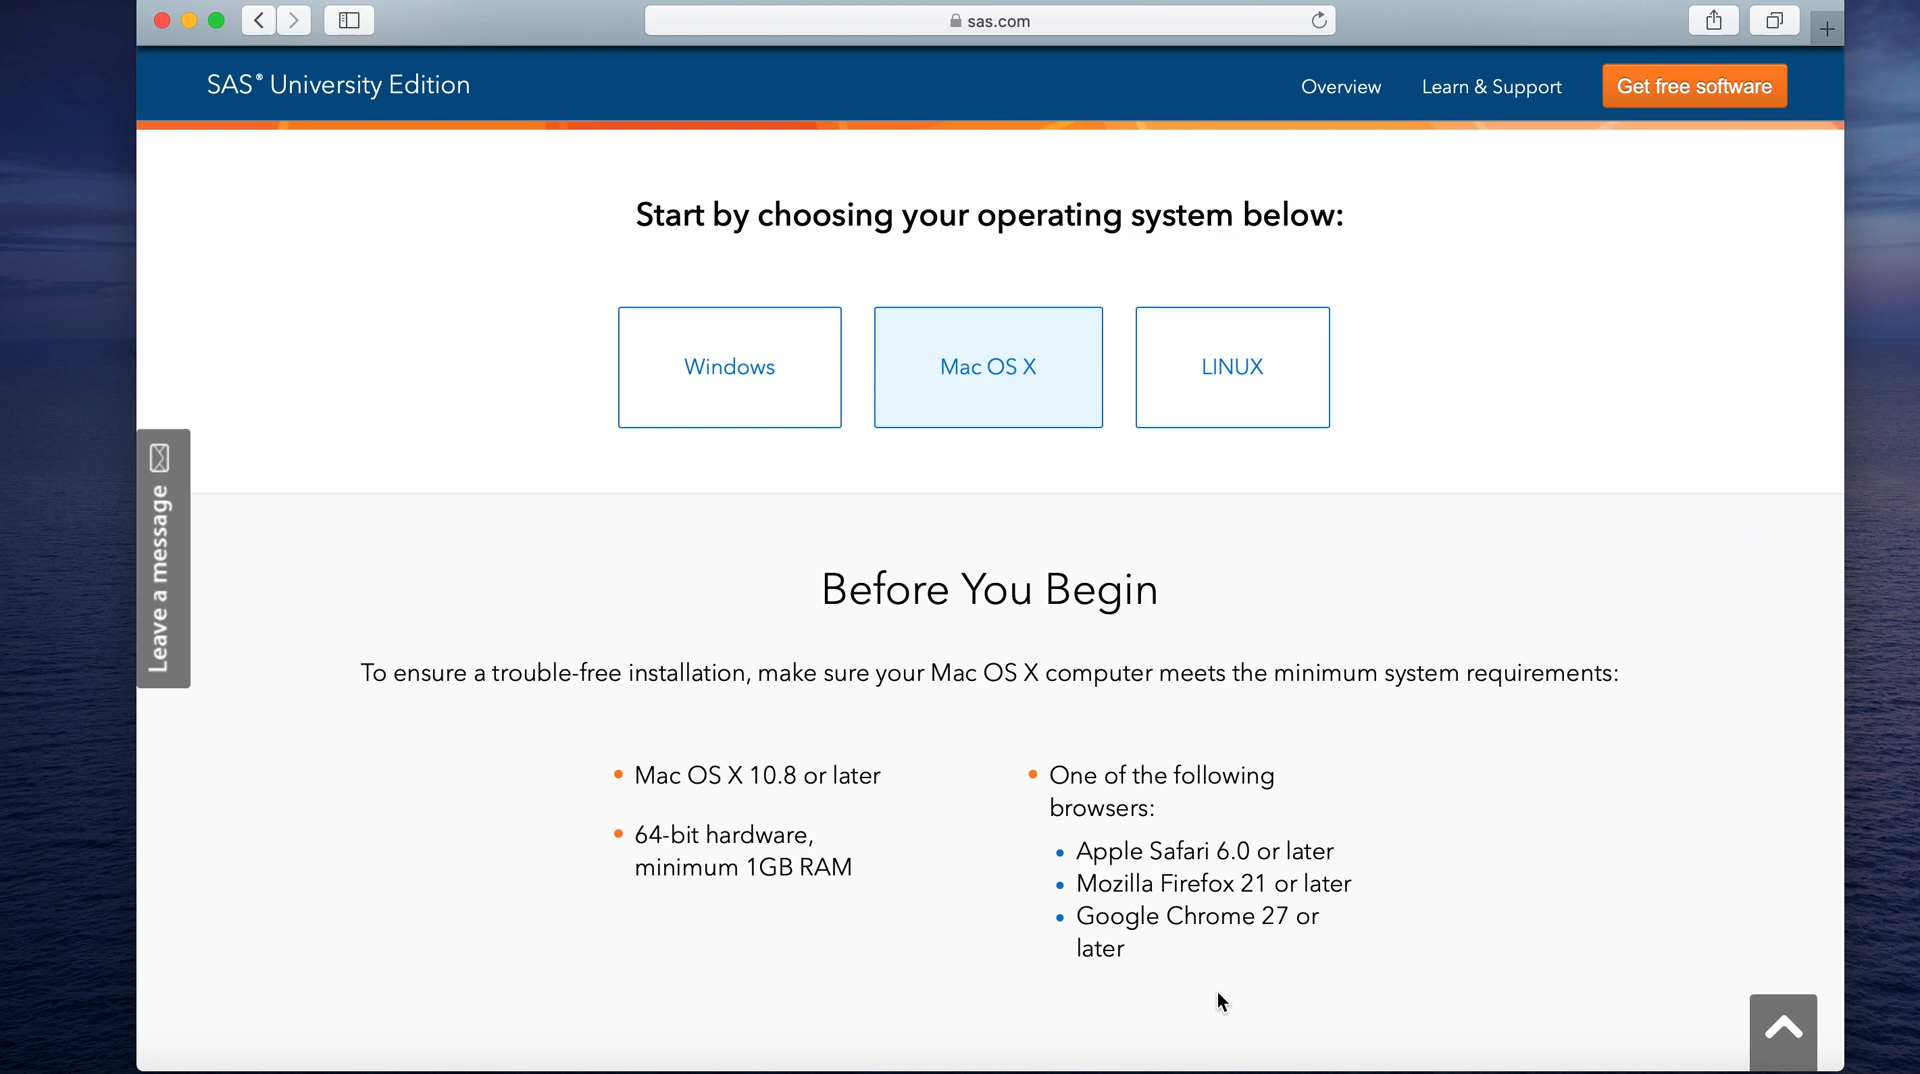 sas.com
SAS® University Edition
Overview
Learn & Support
Get free software
Start by choosing your operating system below:
Windows
Mac OS X
LINUX
Leave a message
Before You Begin
To ensure a trouble-free installation, make sure your Mac OS X computer meets the minimum system requirements:
• Mac OS X 10.8 or later
• 64-bit hardware,
minimum 1GB RAM
• One of the following
browsers:
• Apple Safari 6.0 or later
• Mozilla Firefox 21 or later
• Google Chrome 27 or
later